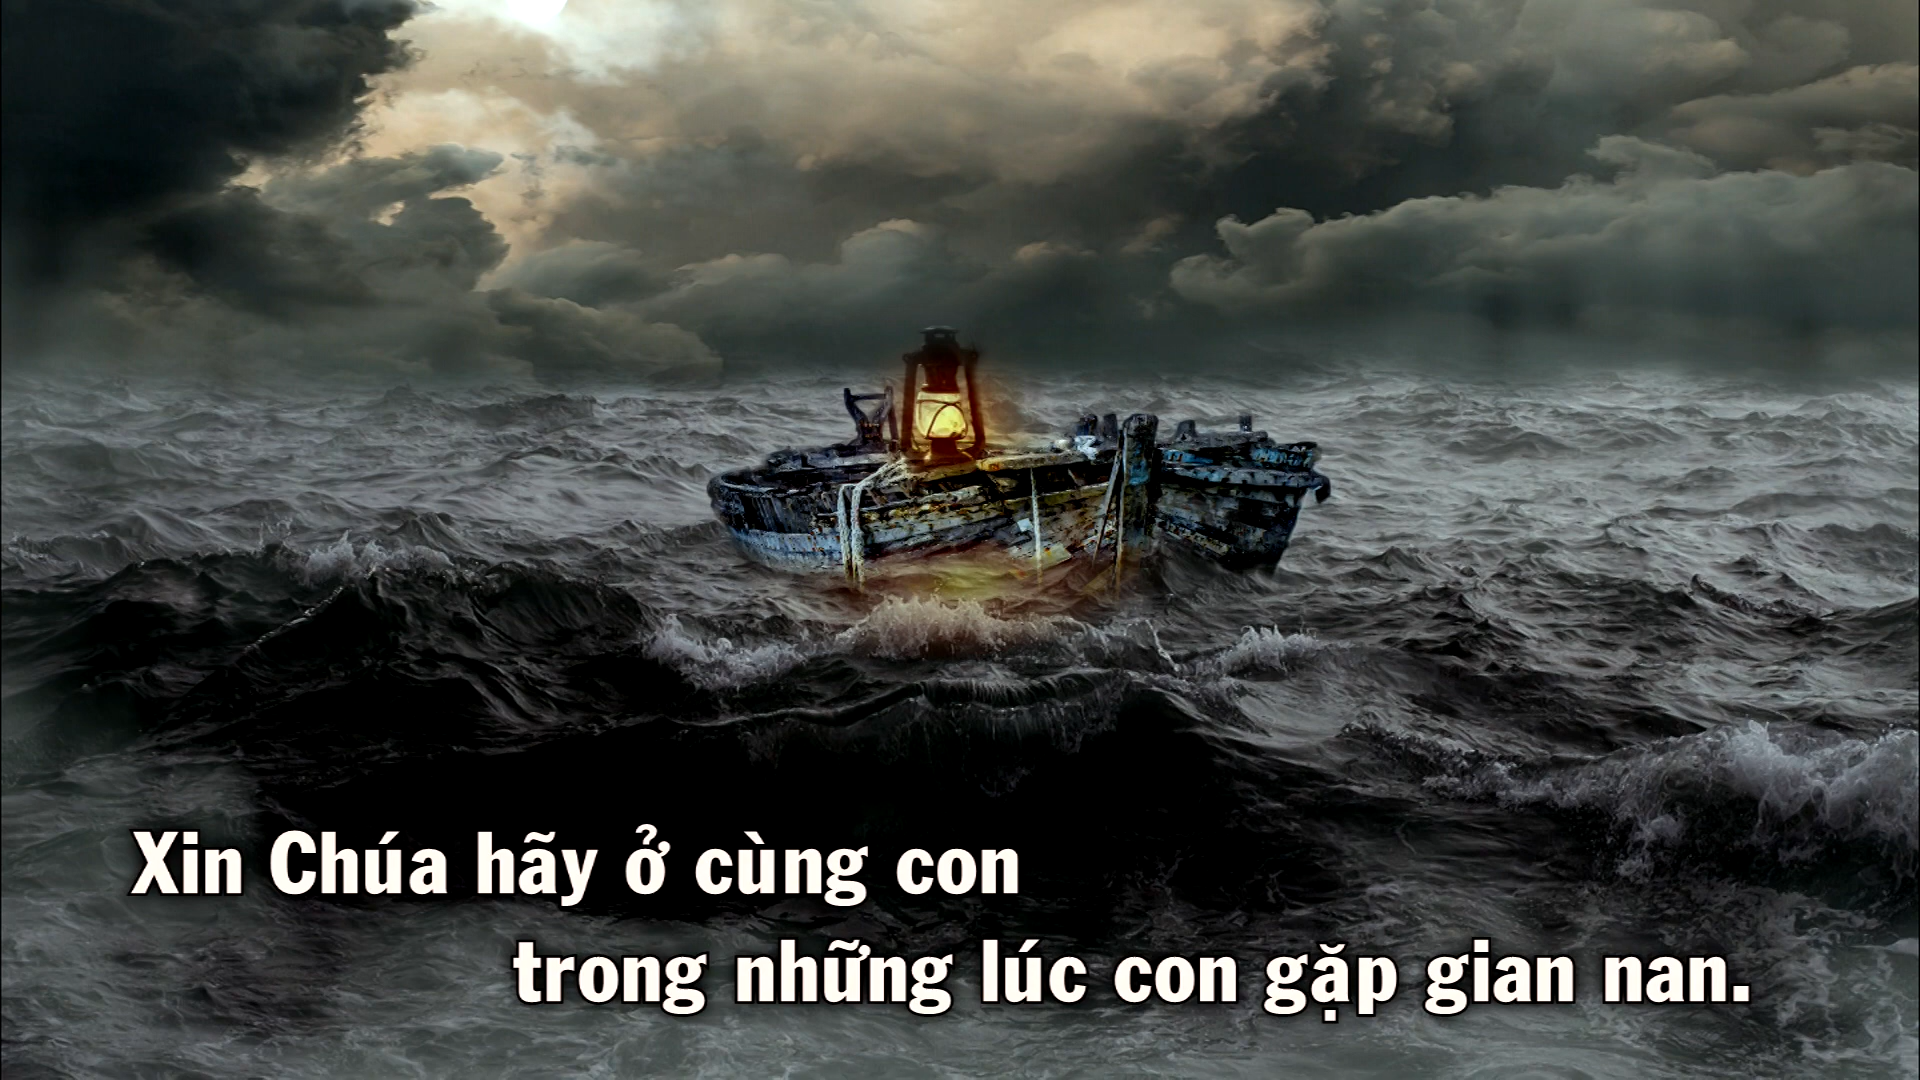 Xin Chúa hãy ở cùng con
trong những lúc con gặp gian nan.